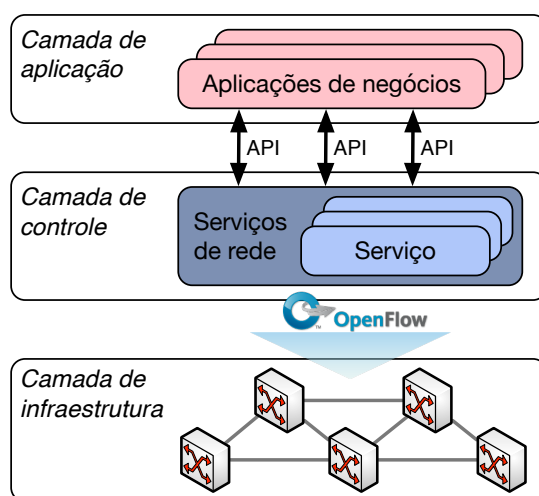 Camada de
aplicação
Aplicações de negócios
API
API
API
Camada de
controle
Serviços
de rede
Serviço
™
OpenFlow
Camada de
infraestrutura